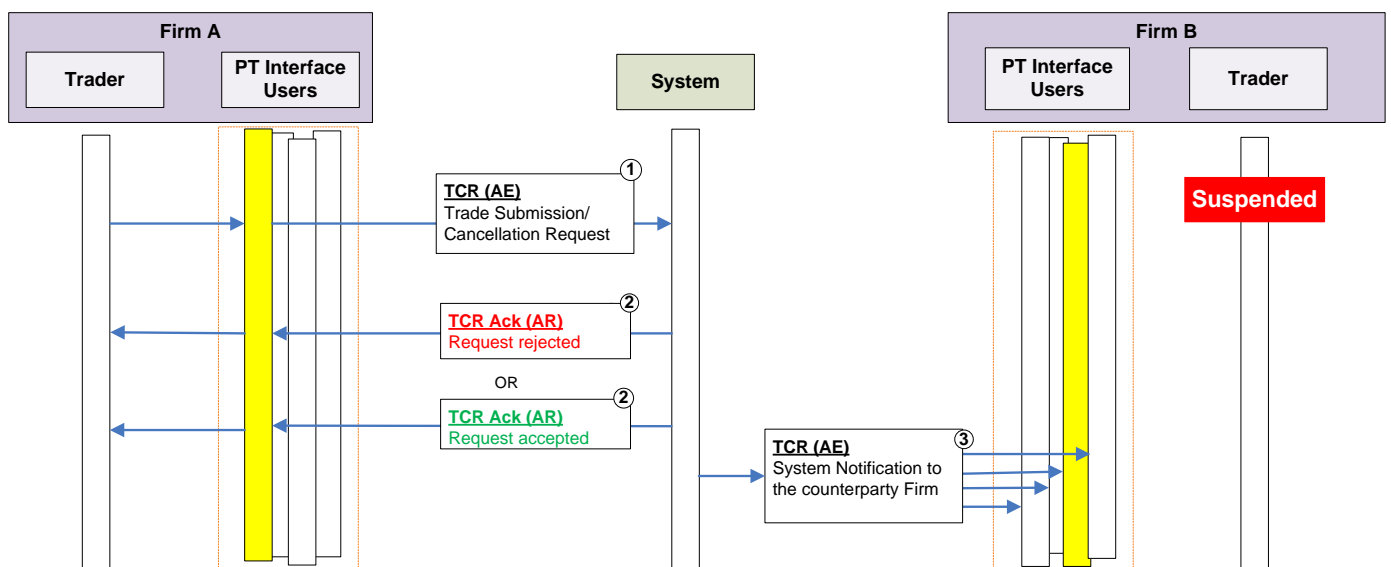 Firm A
Trader
PT Interface
Users
System
Firm B
PT Interface
Users
Trader
1
TCR (AE)
Trade Submission/
Cancellation Request
Suspended
2
TCR Ack (AR)
Request rejected
OR
2
TCR Ack (AR)
Request accepted
3
TCR (AE)
System Notification to
the counterparty Firm